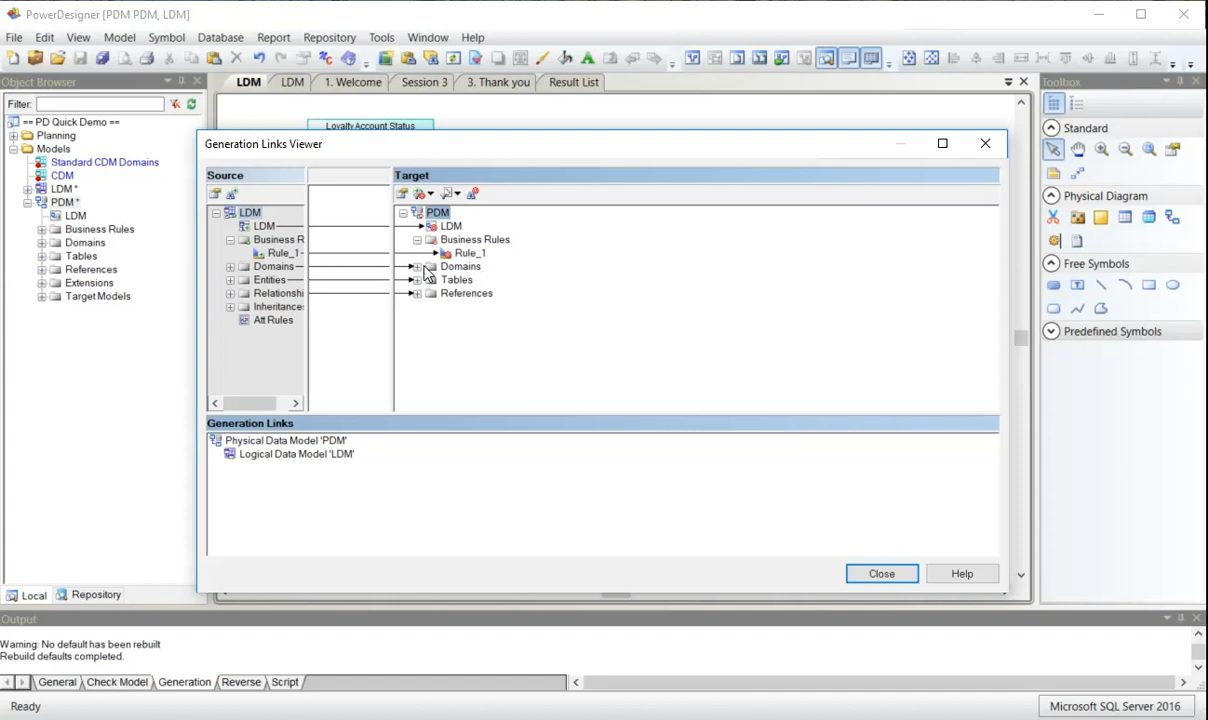 PowerDesigner [PDM PDM, LDM]
File Edit View Model Symbol Database Report Repository Tools Window Help
Object Browser
Filter:
== PD Quick Demo ==
Planning
Models
Standard CDM Domains
CDM
LDM *
PDM *
LDM
Business Rules
Domains
Tables
References
Extensions
Target Models
Local
Repository
LDM
LDM
1. Welcome
Session 3
3. Thank you
Result List
Loyalty Account Status
Generation Links Viewer
Source
LDM
LDM
Business R
Rule_1
Domains
Entities
Relationshi
Inheritance
Att Rules
Target
PDM
LDM
Business Rules
Rule_1
Domains
Tables
References
Generation Links
Physical Data Model 'PDM'
Logical Data Model 'LDM'
Close
Help
Toolbox
Standard
Physical Diagram
Free Symbols
Predefined Symbols
Output
Warning: No default has been rebuilt
Rebuild defaults completed.
General Check Model Generation Reverse Script
Ready
Microsoft SQL Server 2016